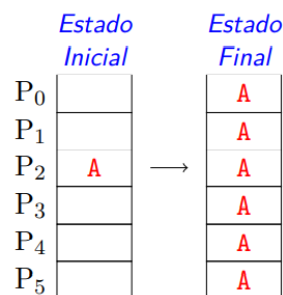 Estado Estado
Inicial Final
P0 A
P1 A
P2 A ⟶ A
P3 A
P4 A
P5 A